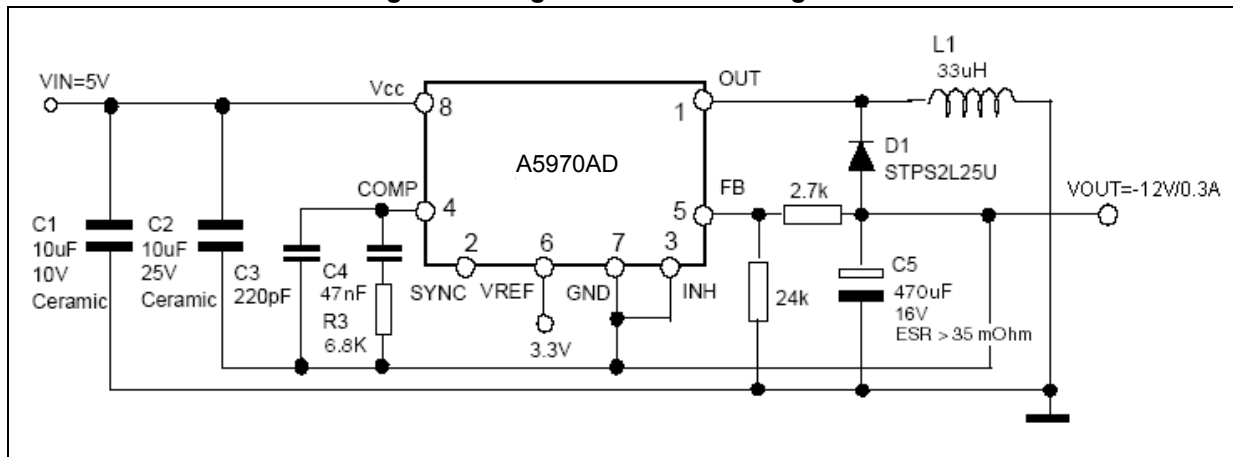 L1
33uH
VIN=5V
Vcc
8
OUT
1
A5970AD
D1
STPS2L25U
COMP
4
FB
5
2.7k
VOUT=-12V/0.3A
C1
10uF
10V
Ceramic
C2
10uF
25V
Ceramic
C3
220pF
C4
47nF
R3
6.8K
2
SYNC
6
VREF
3.3V
7
GND
3
INH
24k
C5
470uF
16V
ESR > 35 mOhm